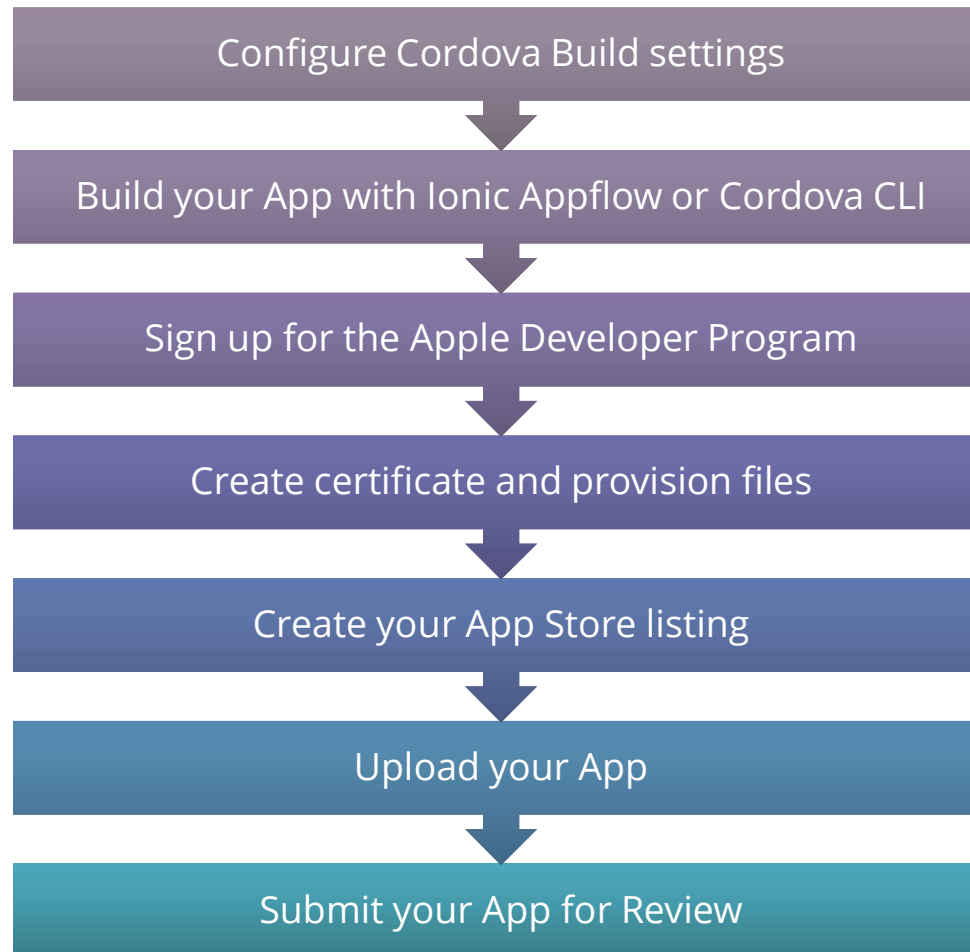 Configure Cordova Build settings
Build your App with Ionic Appflow or Cordova CLI
Sign up for the Apple Developer Program
Create certificate and provision files
Create your App Store listing
Upload your App
Submit your App for Review